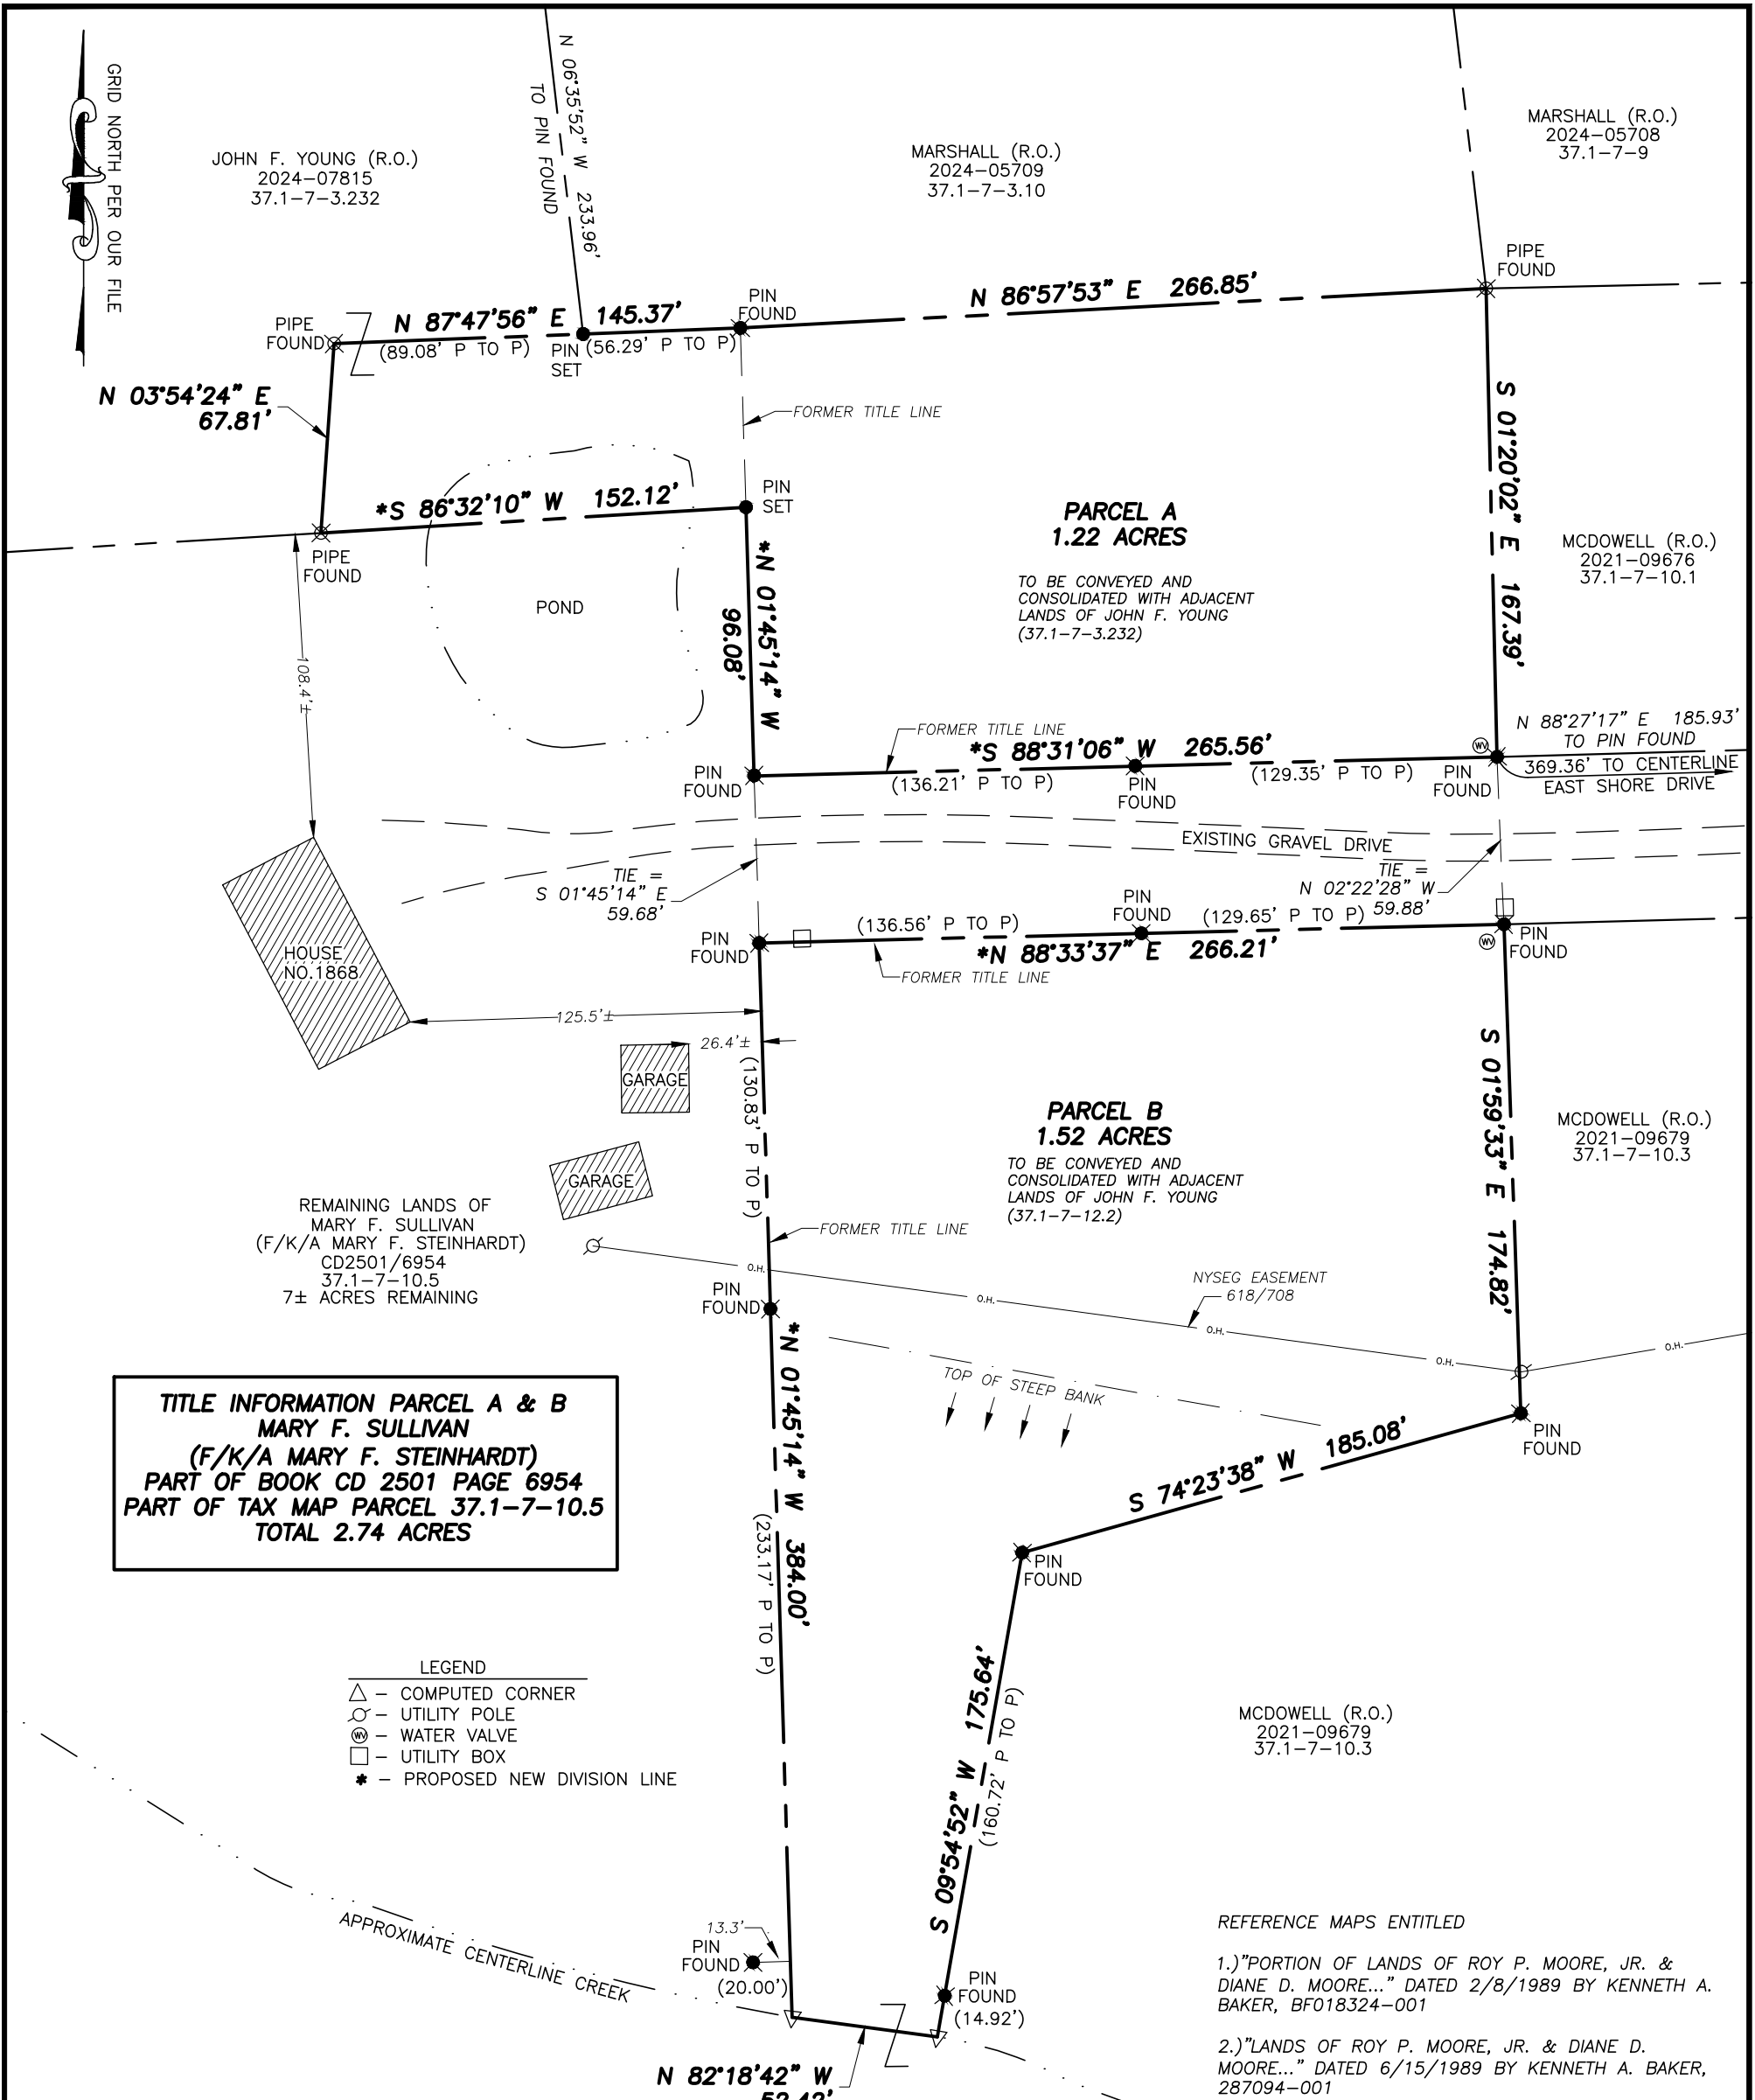 GRID NORTH PER OUR FILE
JOHN F. YOUNG (R.O.)
2024-07815
37.1-7-3.232
N 06°35'52" W 233.96'
TO PIN FOUND
MARSHALL (R.O.)
2024-05709
37.1-7-3.10
MARSHALL (R.O.)
2024-05708
37.1-7-9
PIPE
FOUND
PIN
FOUND
N 86°57'53" E 266.85'
PIPE
FOUND
N 87°47'56" E 145.37'
(89.08' P TO P)
PIN
SET
(56.29' P TO P)
N 03°54'24" E
67.81'
FORMER TITLE LINE
S 01°20'02" E 167.39'
*S 86°32'10" W 152.12'
PIN
SET
PIPE
FOUND
POND
*N 01°45'14" W
96.08'
PARCEL A
1.22 ACRES
TO BE CONVEYED AND
CONSOLIDATED WITH ADJACENT
LANDS OF JOHN F. YOUNG
(37.1-7-3.232)
MCDOWELL (R.O.)
2021-09676
37.1-7-10.1
108.4'±
FORMER TITLE LINE
*S 88°31'06" W 265.56'
(136.21' P TO P)
PIN
FOUND
(129.35' P TO P)
PIN
FOUND
PIN
FOUND
WV
N 88°27'17" E 185.93'
TO PIN FOUND
369.36' TO CENTERLINE
EAST SHORE DRIVE
EXISTING GRAVEL DRIVE
TIE =
S 01°45'14" E
59.68'
TIE =
N 02°22'28" W
59.88'
PIN
FOUND
(136.56' P TO P)
PIN
FOUND
(129.65' P TO P)
*N 88°33'37" E 266.21'
FORMER TITLE LINE
WV
PIN
FOUND
HOUSE
NO.1868
125.5'±
26.4'±
GARAGE
GARAGE
(130.83' P TO P)
S 01°59'33" E 174.82'
PARCEL B
1.52 ACRES
TO BE CONVEYED AND
CONSOLIDATED WITH ADJACENT
LANDS OF JOHN F. YOUNG
(37.1-7-12.2)
MCDOWELL (R.O.)
2021-09679
37.1-7-10.3
REMAINING LANDS OF
MARY F. SULLIVAN
(F/K/A MARY F. STEINHARDT)
CD2501/6954
37.1-7-10.5
7± ACRES REMAINING
FORMER TITLE LINE
O.H.
O.H.
O.H.
O.H.
O.H.
NYSEG EASEMENT
618/708
PIN
FOUND
TOP OF STEEP BANK
*N 01°45'14" W 384.00'
(233.17' P TO P)
S 74°23'38" W 185.08'
PIN
FOUND
PIN
FOUND
TITLE INFORMATION PARCEL A & B
MARY F. SULLIVAN
(F/K/A MARY F. STEINHARDT)
PART OF BOOK CD 2501 PAGE 6954
PART OF TAX MAP PARCEL 37.1-7-10.5
TOTAL 2.74 ACRES
LEGEND
- COMPUTED CORNER
- UTILITY POLE
WV - WATER VALVE
- UTILITY BOX
* - PROPOSED NEW DIVISION LINE
S 09°54'52" W 175.64'
(160.72' P TO P)
MCDOWELL (R.O.)
2021-09679
37.1-7-10.3
APPROXIMATE CENTERLINE CREEK
13.3'
PIN
FOUND
(20.00')
PIN
FOUND
(14.92')
N 82°18'42" W
52.42'
REFERENCE MAPS ENTITLED
1.)"PORTION OF LANDS OF ROY P. MOORE, JR. &
DIANE D. MOORE..." DATED 2/8/1989 BY KENNETH A.
BAKER, BF018324-001
2.)"LANDS OF ROY P. MOORE, JR. & DIANE D.
MOORE..." DATED 6/15/1989 BY KENNETH A. BAKER,
287094-001